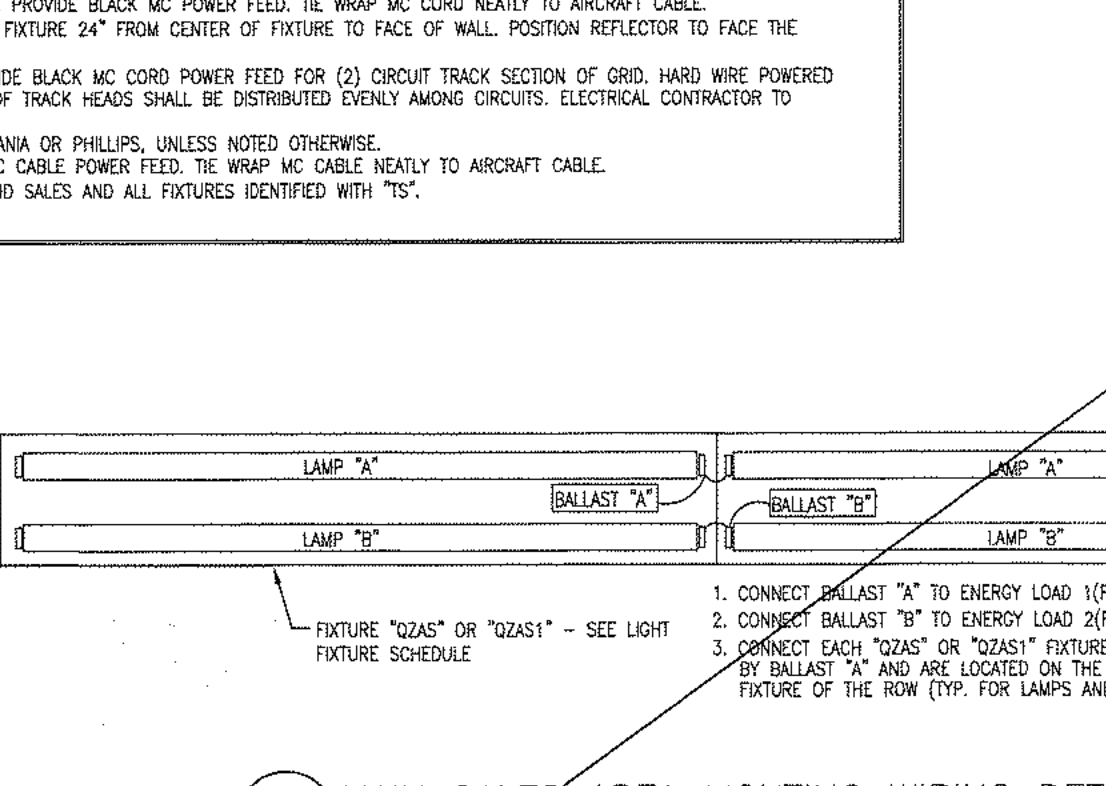 PROVIDE BLACK MC POWER FEED. TIE WRAP MC CORD NEATLY TO AIRCRAFT CABLE.
FIXTURE 24" FROM CENTER OF FIXTURE TO FACE OF WALL. POSITION REFLECTOR TO FACE THE
IDE BLACK MC CORD POWER FEED FOR (2) CIRCUIT TRACK SECTION OF GRID. HARD WIRE POWERED
OF TRACK HEADS SHALL BE DISTRIBUTED EVENLY AMONG CIRCUITS. ELECTRICAL CONTRACTOR TO
ANIA OR PHILLIPS, UNLESS NOTED OTHERWISE.
C CABLE POWER FEED. TIE WRAP MC CABLE NEATLY TO AIRCRAFT CABLE.
ID SALES AND ALL FIXTURES IDENTIFIED WITH "TS".
LAMP "A" LAMP "A"
BALLAST "A" BALLAST "B"
LAMP "B" LAMP "B"
FIXTURE "QZAS" OR "QZAS1" - SEE LIGHT
FIXTURE SCHEDULE
1. CONNECT BALLAST "A" TO ENERGY LOAD 1(
2. CONNECT BALLAST "B" TO ENERGY LOAD 2(
3. CONNECT EACH "QZAS" OR "QZAS1" FIXTURE
BY BALLAST "A" AND ARE LOCATED ON THE
FIXTURE OF THE ROW (TYP. FOR LAMPS AN